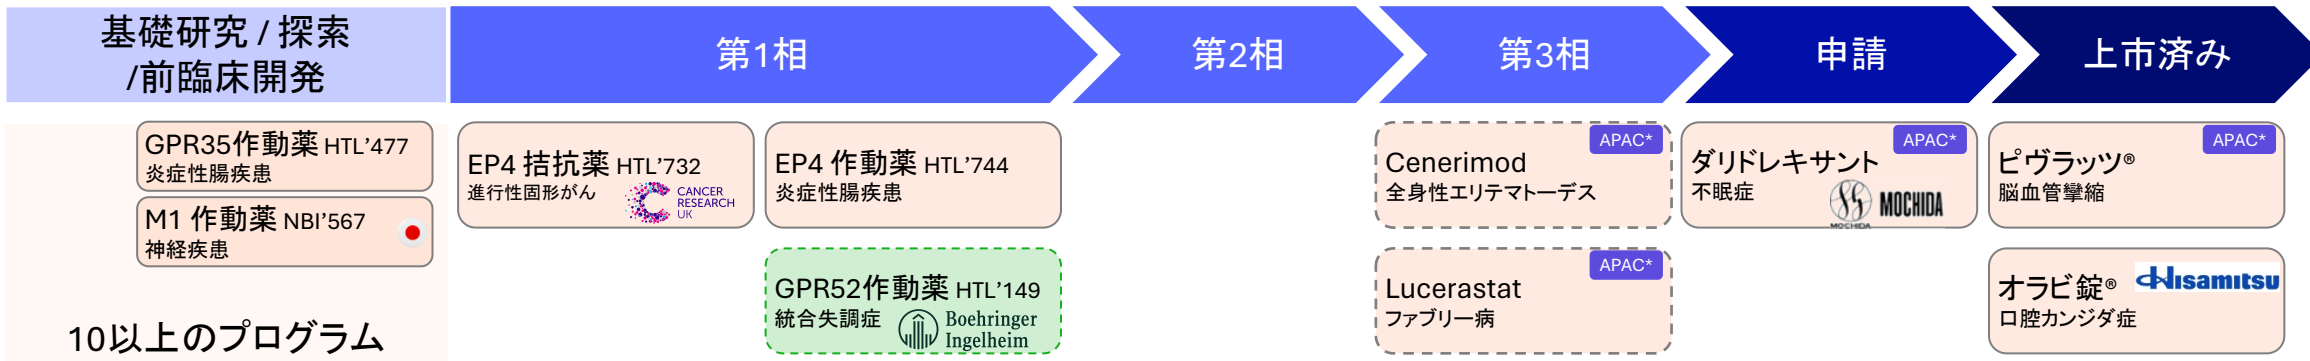 基礎研究 / 探索
/前臨床開発
第1相
第2相
第3相
申請
上市済み
GPR35作動薬 HTL’477
炎症性腸疾患
M1 作動薬 NBI’567
神経疾患
10以上のプログラム
EP4 拮抗薬 HTL’732
進行性固形がん
CANCER
RESEARCH
UK
EP4 作動薬 HTL’744
炎症性腸疾患
GPR52作動薬 HTL’149
統合失調症
Boehringer
Ingelheim
APAC*
Cenerimod
全身性エリテマトーデス
APAC*
Lucerastat
ファブリー病
APAC*
ダリドレキサント
不眠症
MOCHIDA
MOCHIDA
APAC*
ピヴラッツ®
脳血管攣縮
オラビ錠®
Hisamitsu
口腔カンジダ症